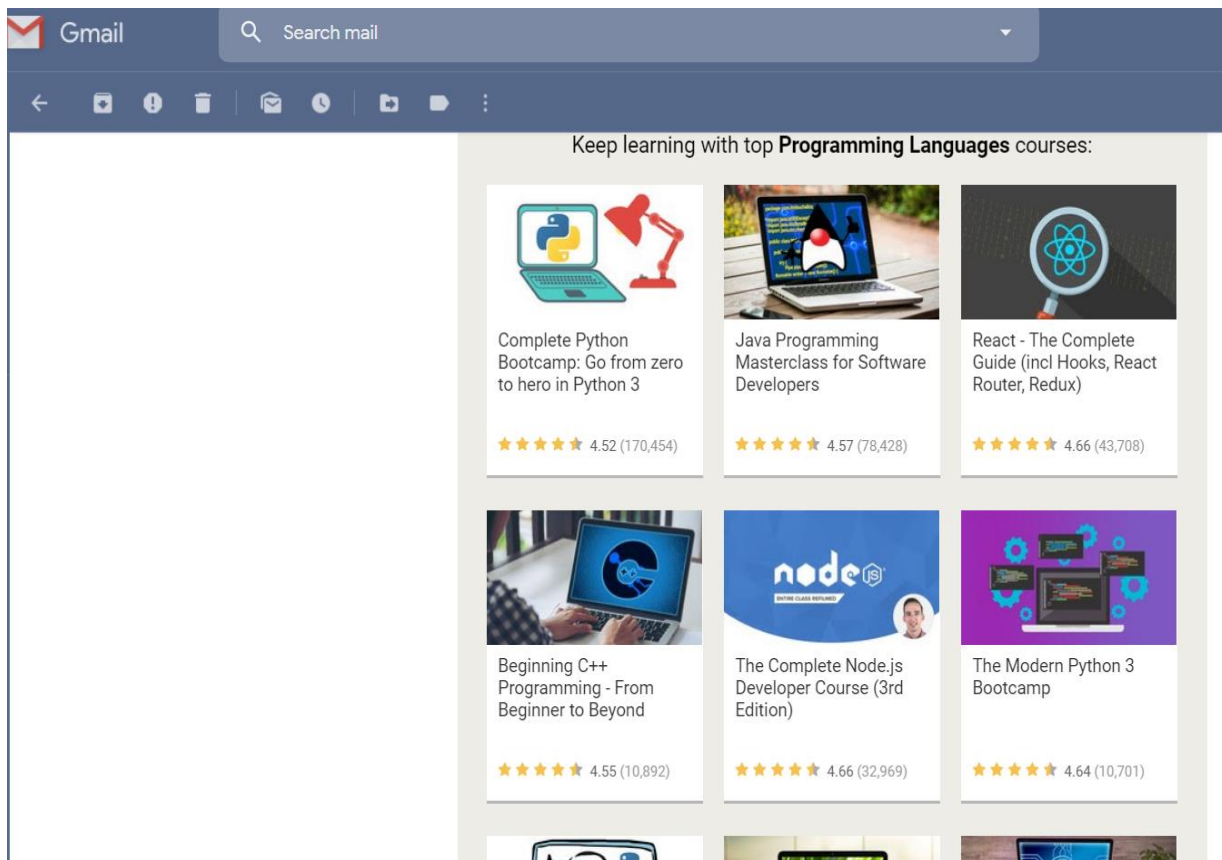 Gmail
Search mail
Keep learning with top Programming Languages courses:
Complete Python
Bootcamp: Go from zero
to hero in Python 3
4.52 (170,454)
Java Programming
Masterclass for Software
Developers
4.57 (78,428)
React - The Complete
Guide (incl Hooks, React
Router, Redux)
4.66 (43,708)
Beginning C++
Programming - From
Beginner to Beyond
4.55 (10,892)
node JS
ENTIRE CLASS REFILMED
The Complete Node.js
Developer Course (3rd
Edition)
4.66 (32,969)
The Modern Python 3
Bootcamp
4.64 (10,701)